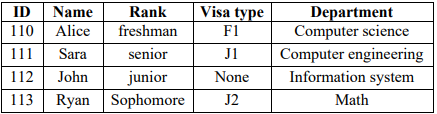 ID Name Rank Visa type Department
110 Alice freshman F1 Computer science
111 Sara senior J1 Computer engineering
112 John junior None Information system
113 Ryan Sophomore J2 Math